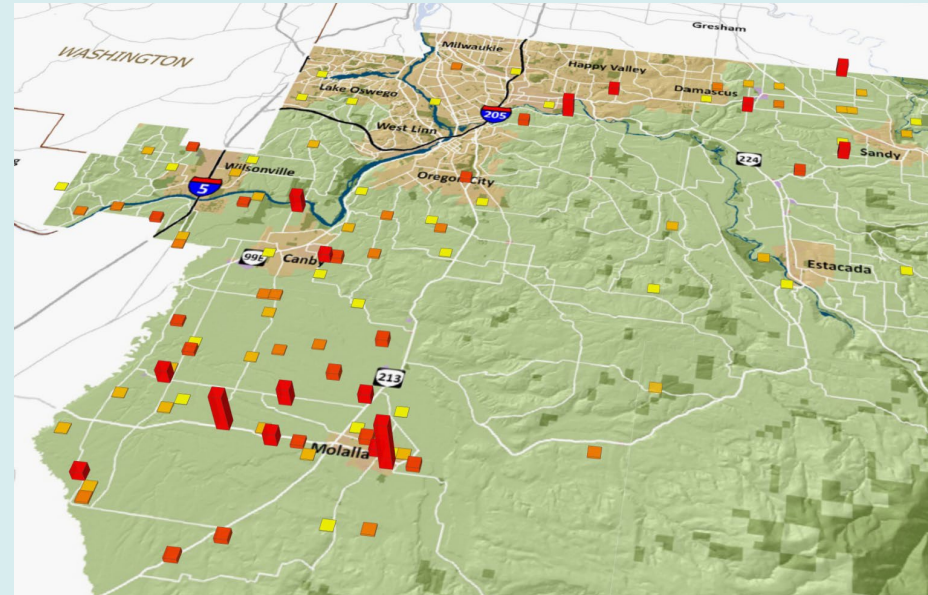 Gresham
Milwaukie
WASHINGTON
Happy Valley
Lake Oswego
Damascus
205
West Linn
224
Sandy
Wilsonville
Oregon City
5
99E
Canby
Estacada
213
Molalla